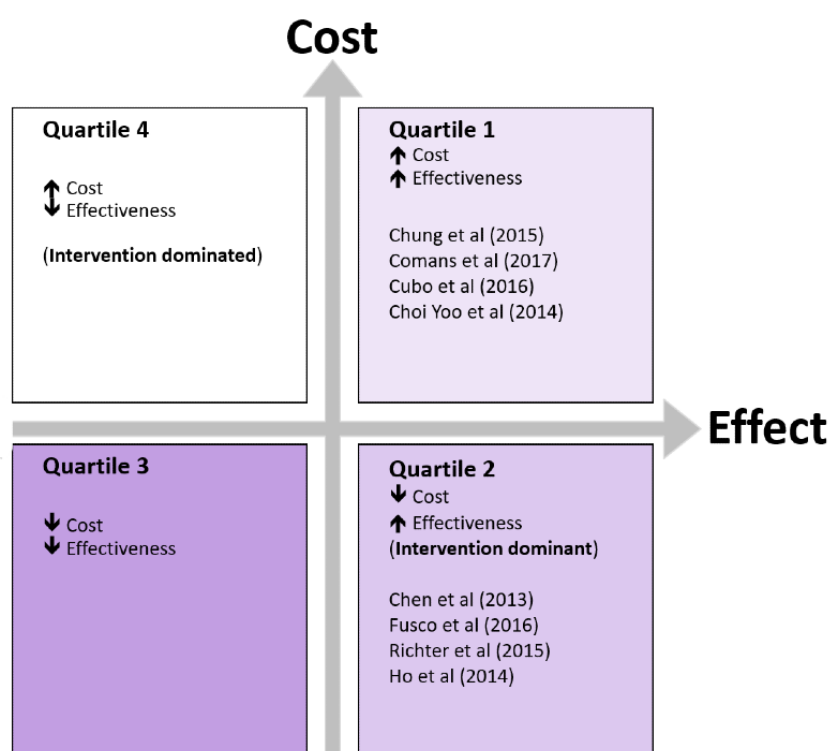 Cost
Quartile 4
↑ Cost
↓ Effectiveness
(Intervention dominated)
Quartile 1
↑ Cost
↑ Effectiveness
Chung et al (2015)
Comans et al (2017)
Cubo et al (2016)
Choi Yoo et al (2014)
Effect
Quartile 3
↓ Cost
↓ Effectiveness
Quartile 2
↓ Cost
↑ Effectiveness
(Intervention dominant)
Chen et al (2013)
Fusco et al (2016)
Richter et al (2015)
Ho et al (2014)